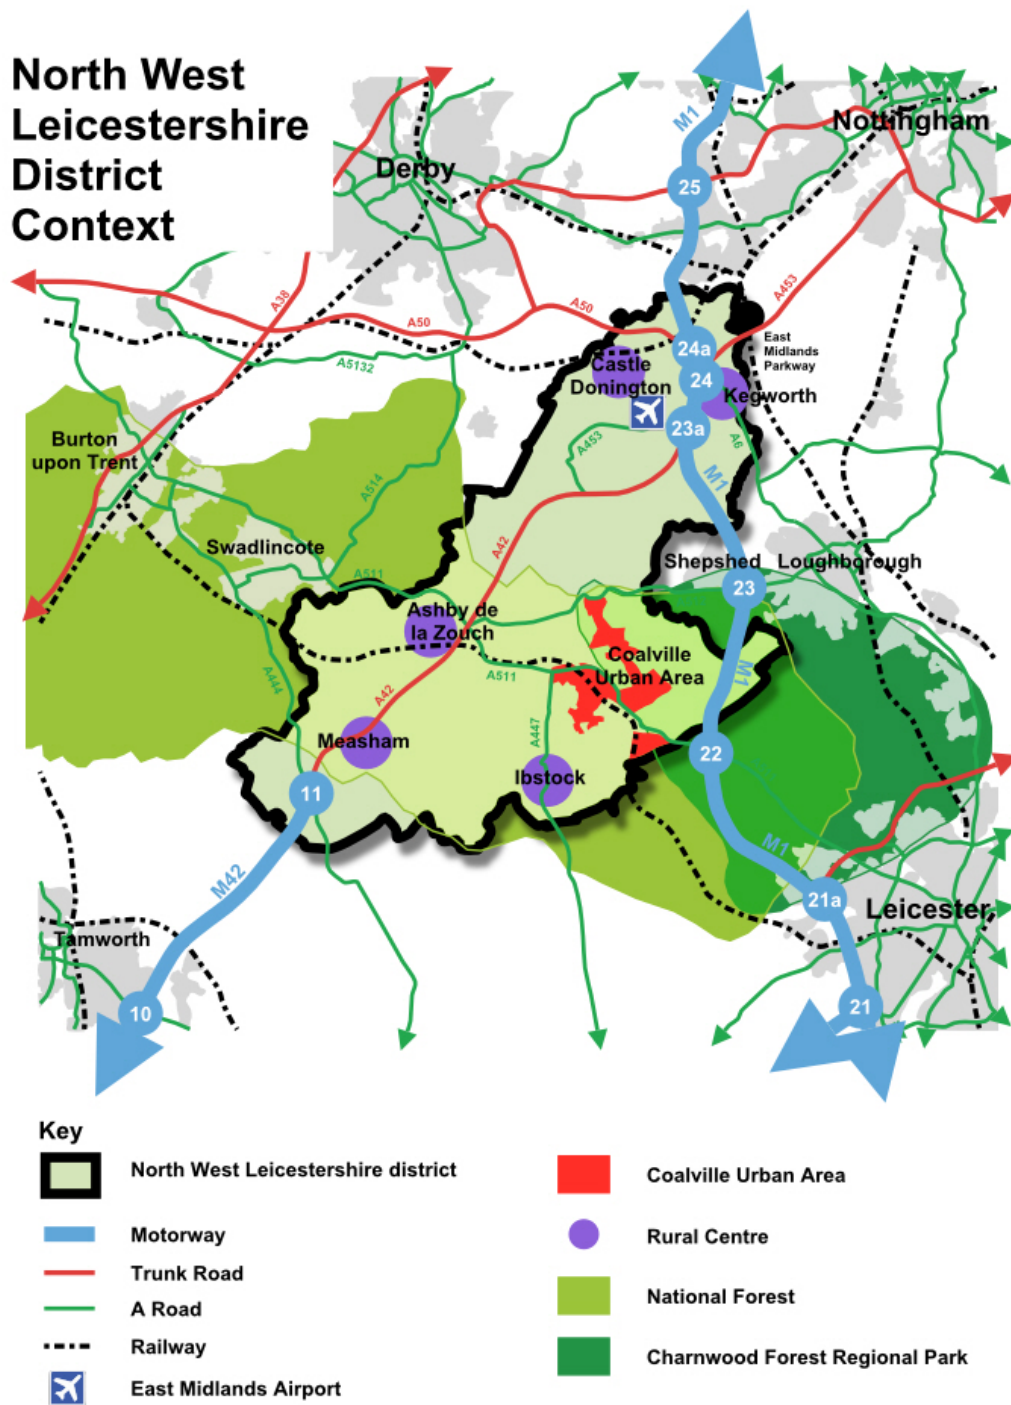 North West
Leicestershire
District
Context
M1
Nottingham
Derby
25
A38
A453
A50
A50
24a
East
Midlands
Parkway
A5132
Castle
Donington
24
Kegworth
23a
A6
A453
Burton
upon Trent
M1
A514
Swadlincote
A42
Shepshed
Loughborough
A511
23
Ashby de
la Zouch
Coalville
Urban Area
A511
M1
A444
A42
A447
Measham
22
Ibstock
11
M1
M42
21a
Leicester
Tamworth
10
21
Key
North West Leicestershire district
Motorway
Trunk Road
A Road
Railway
East Midlands Airport
Coalville Urban Area
Rural Centre
National Forest
Charnwood Forest Regional Park